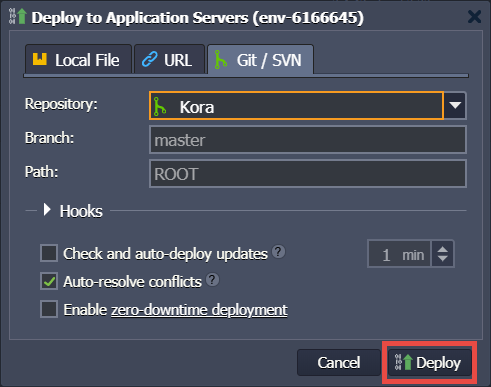 Deploy to Application Servers (env-6166645)
Local File URL Git / SVN
Repository: Kora
Branch: master
Path: ROOT
Hooks
Check and auto-deploy updates ? 1 min
Auto-resolve conflicts ?
Enable zero-downtime deployment
Cancel Deploy